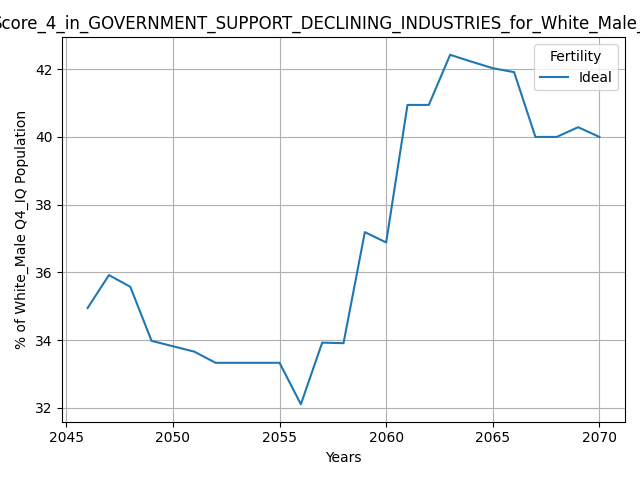 Score_4_in_GOVERNMENT_SUPPORT_DECLINING_INDUSTRIES_for_White_Male_
Fertility
Ideal
% of White_Male Q4_IQ Population
42
40
38
36
34
32
2045 2050 2055 2060 2065 2070
Years